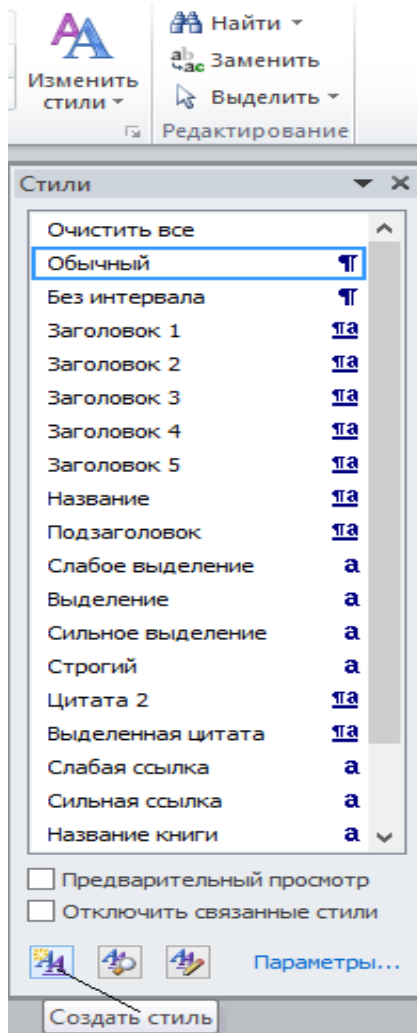 Изменить стили
Найти
Заменить
Выделить
Редактирование
Стили
Очистить все
Обычный
Без интервала
Заголовок 1
Заголовок 2
Заголовок 3
Заголовок 4
Заголовок 5
Название
Подзаголовок
Слабое выделение
Выделение
Сильное выделение
Строгий
Цитата 2
Выделенная цитата
Слабая ссылка
Сильная ссылка
Название книги
Предварительный просмотр
Отключить связанные стили
Параметры...
Создать стиль